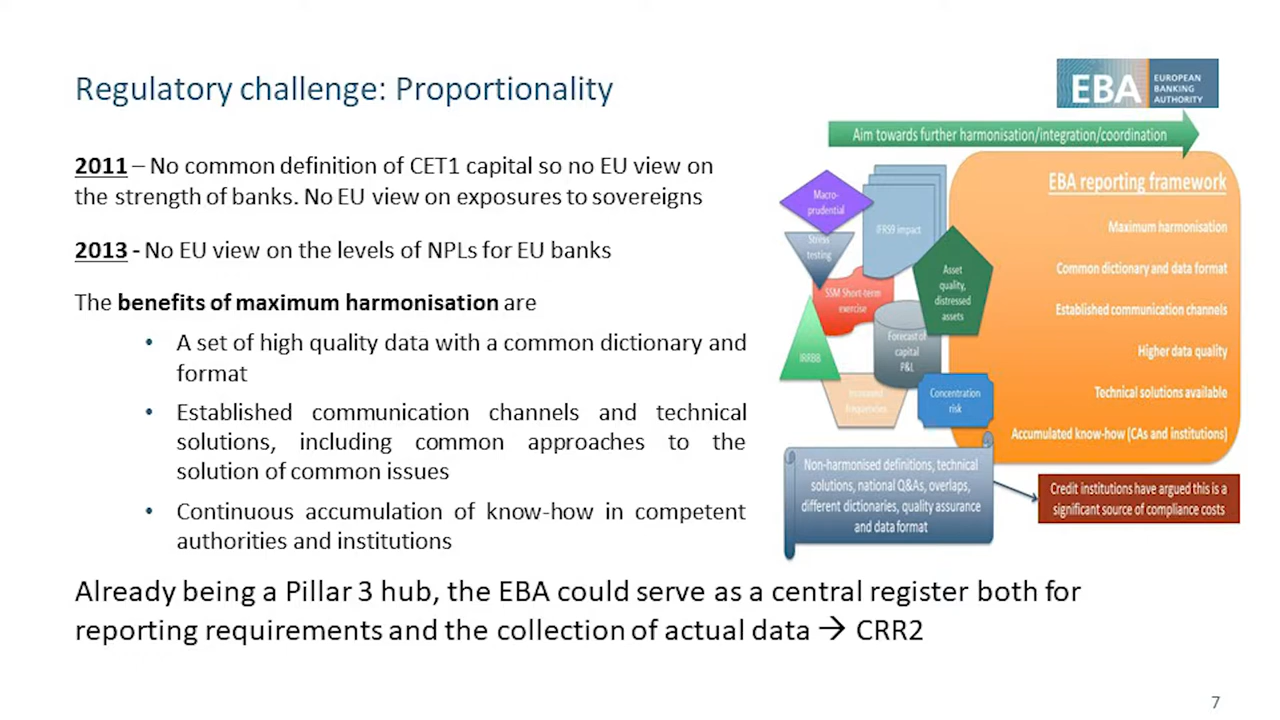 Regulatory challenge: Proportionality
EBA
EUROPEAN
BANKING
AUTHORITY
2011 – No common definition of CET1 capital so no EU view on
the strength of banks. No EU view on exposures to sovereigns
2013 - No EU view on the levels of NPLs for EU banks
The benefits of maximum harmonisation are
• A set of high quality data with a common dictionary and
format
• Established communication channels and technical
solutions, including common approaches to the
solution of common issues
• Continuous accumulation of know-how in competent
authorities and institutions
Aim towards further harmonisation/integration/coordination
Macro-
prudential
IFRS9 impact
Stress
testing
Asset
quality,
distressed
assets
SSM Short-term
exercise
Forecast of
capital
P&L
IRRBB
Increased
frequencies
Concentration
risk
EBA reporting framework
Maximum harmonisation
Common dictionary and data format
Established communication channels
Higher data quality
Technical solutions available
Accumulated know-how (CAs and institutions)
Non-harmonised definitions, technical
solutions, national Q&As, overlaps,
different dictionaries, quality assurance
and data format
Credit institutions have argued this is a
significant source of compliance costs
Already being a Pillar 3 hub, the EBA could serve as a central register both for
reporting requirements and the collection of actual data → CRR2
7